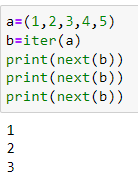 a=(1,2,3,4,5)
b=iter(a)
print(next(b))
print(next(b))
print(next(b))
1
2
3